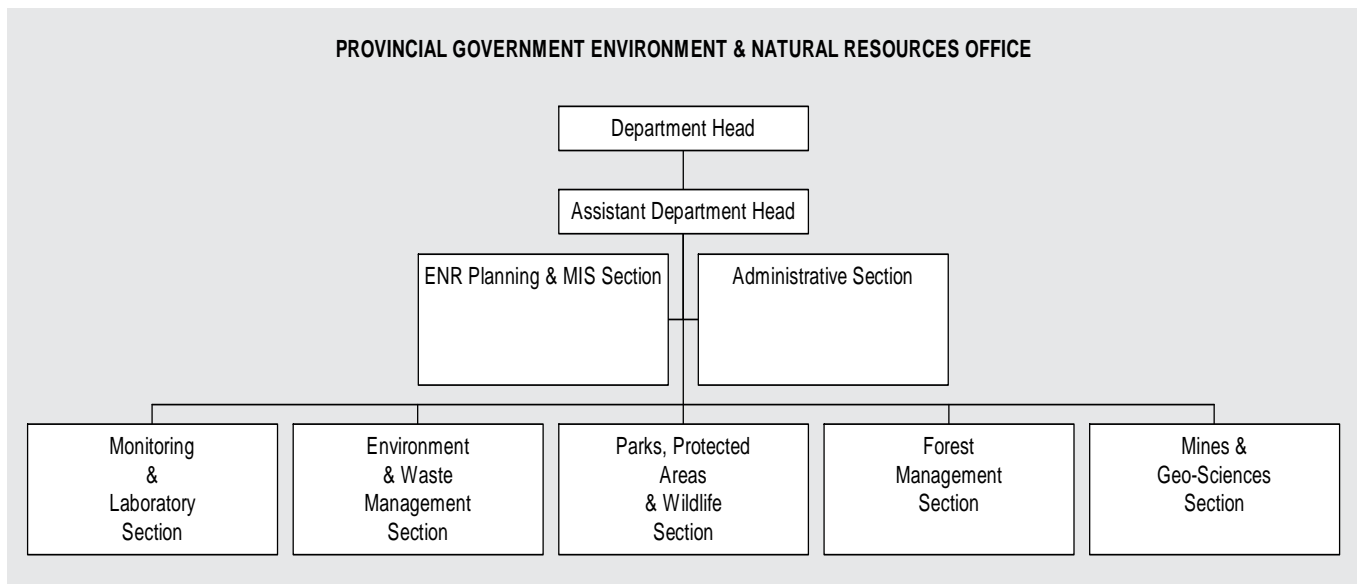 PROVINCIAL GOVERNMENT ENVIRONMENT & NATURAL RESOURCES OFFICE
Department Head
Assistant Department Head
ENR Planning & MIS Section
Administrative Section
Monitoring
&
Laboratory
Section
Environment
& Waste
Management
Section
Parks, Protected
Areas
& Wildlife
Section
Forest
Management
Section
Mines &
Geo-Sciences
Section